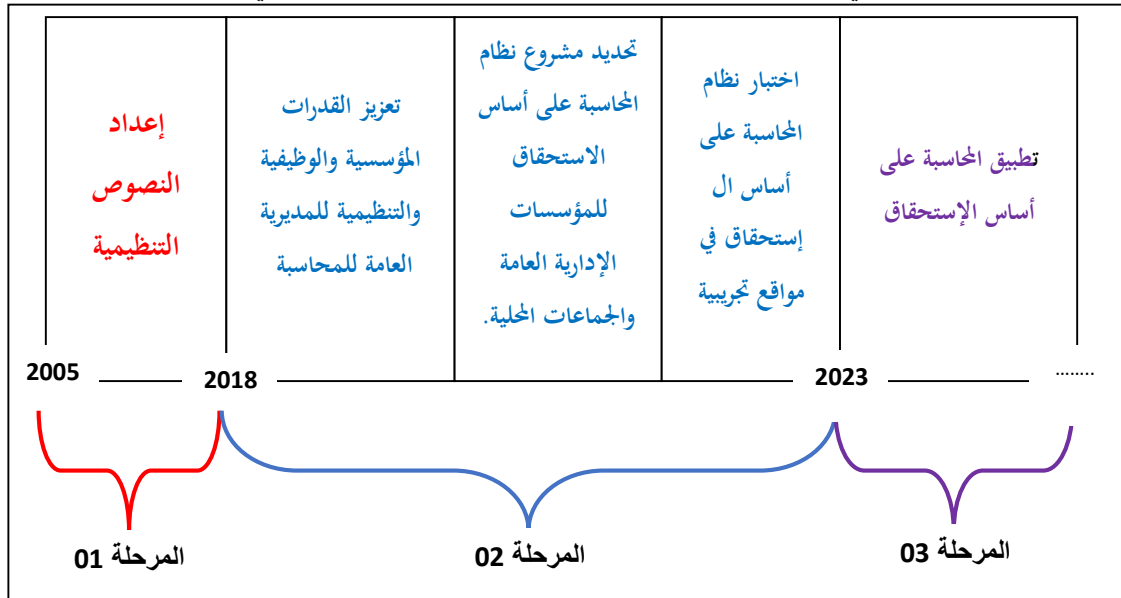 إعداد
النصوص
التنظيمية
تعزيز القدرات
المؤسسية والوظيفية
والتنظيمية للمديرية
العامة للمحاسبة
تحديد مشروع نظام
المحاسبة على أساس
الاستحقاق
للمؤسسات
الإدارية العامة
والجماعات المحلية.
اختبار نظام
المحاسبة على
أساس ال
إستحقاق في
مواقع تجريبية
تطبيق المحاسبة على
أساس الإستحقاق
2005
2018
2023
........
المرحلة 01
المرحلة 02
المرحلة 03